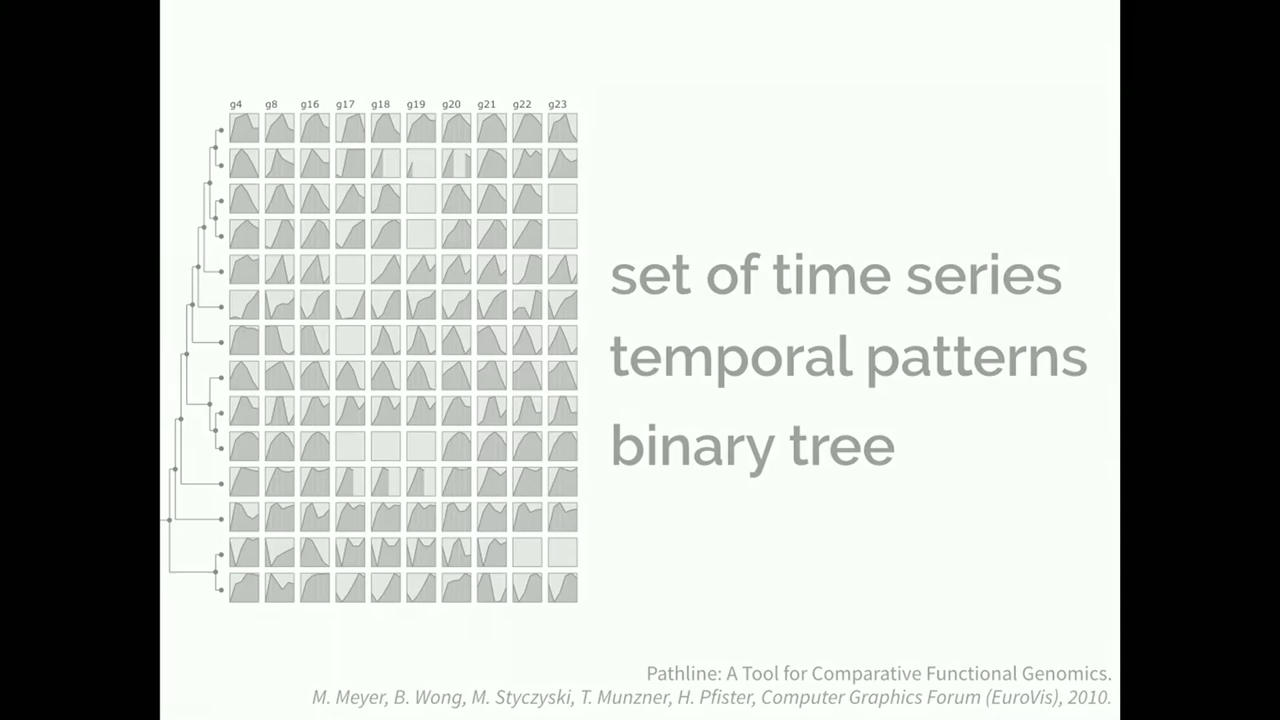 g4 g8 g16 g17 g18 g19 g20 g21 g22 g23
set of time series
temporal patterns
binary tree
Pathline: A Tool for Comparative Functional Genomics.
M. Meyer, B. Wong, M. Styczyski, T. Munzner, H. Pfister, Computer Graphics Forum (EuroVis), 2010.